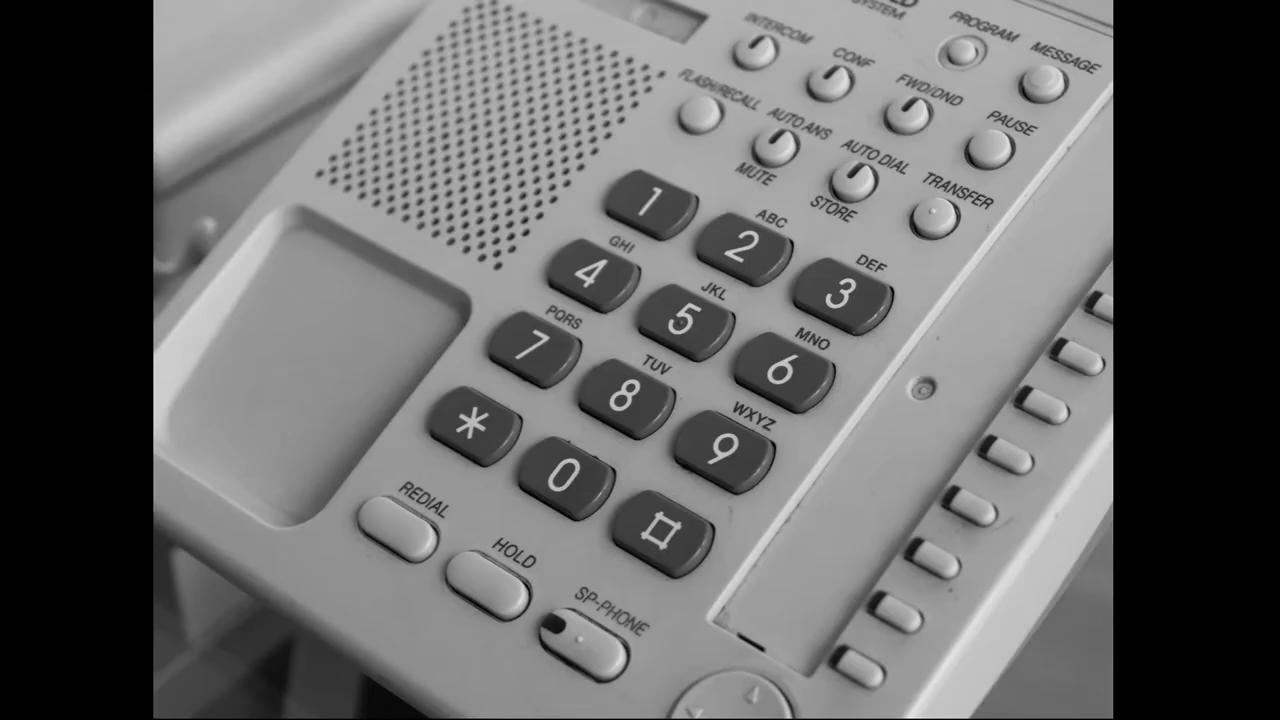 SYSTEM
INTERCOM
CONF
FWD/DND
PROGRAM
MESSAGE
FLASH/RECALL
AUTO ANS
AUTO DIAL
PAUSE
MUTE
STORE
TRANSFER
1
ABC
2
DEF
3
GHI
4
JKL
5
MNO
6
PQRS
7
TUV
8
WXYZ
9
*
0
#
REDIAL
HOLD
SP-PHONE